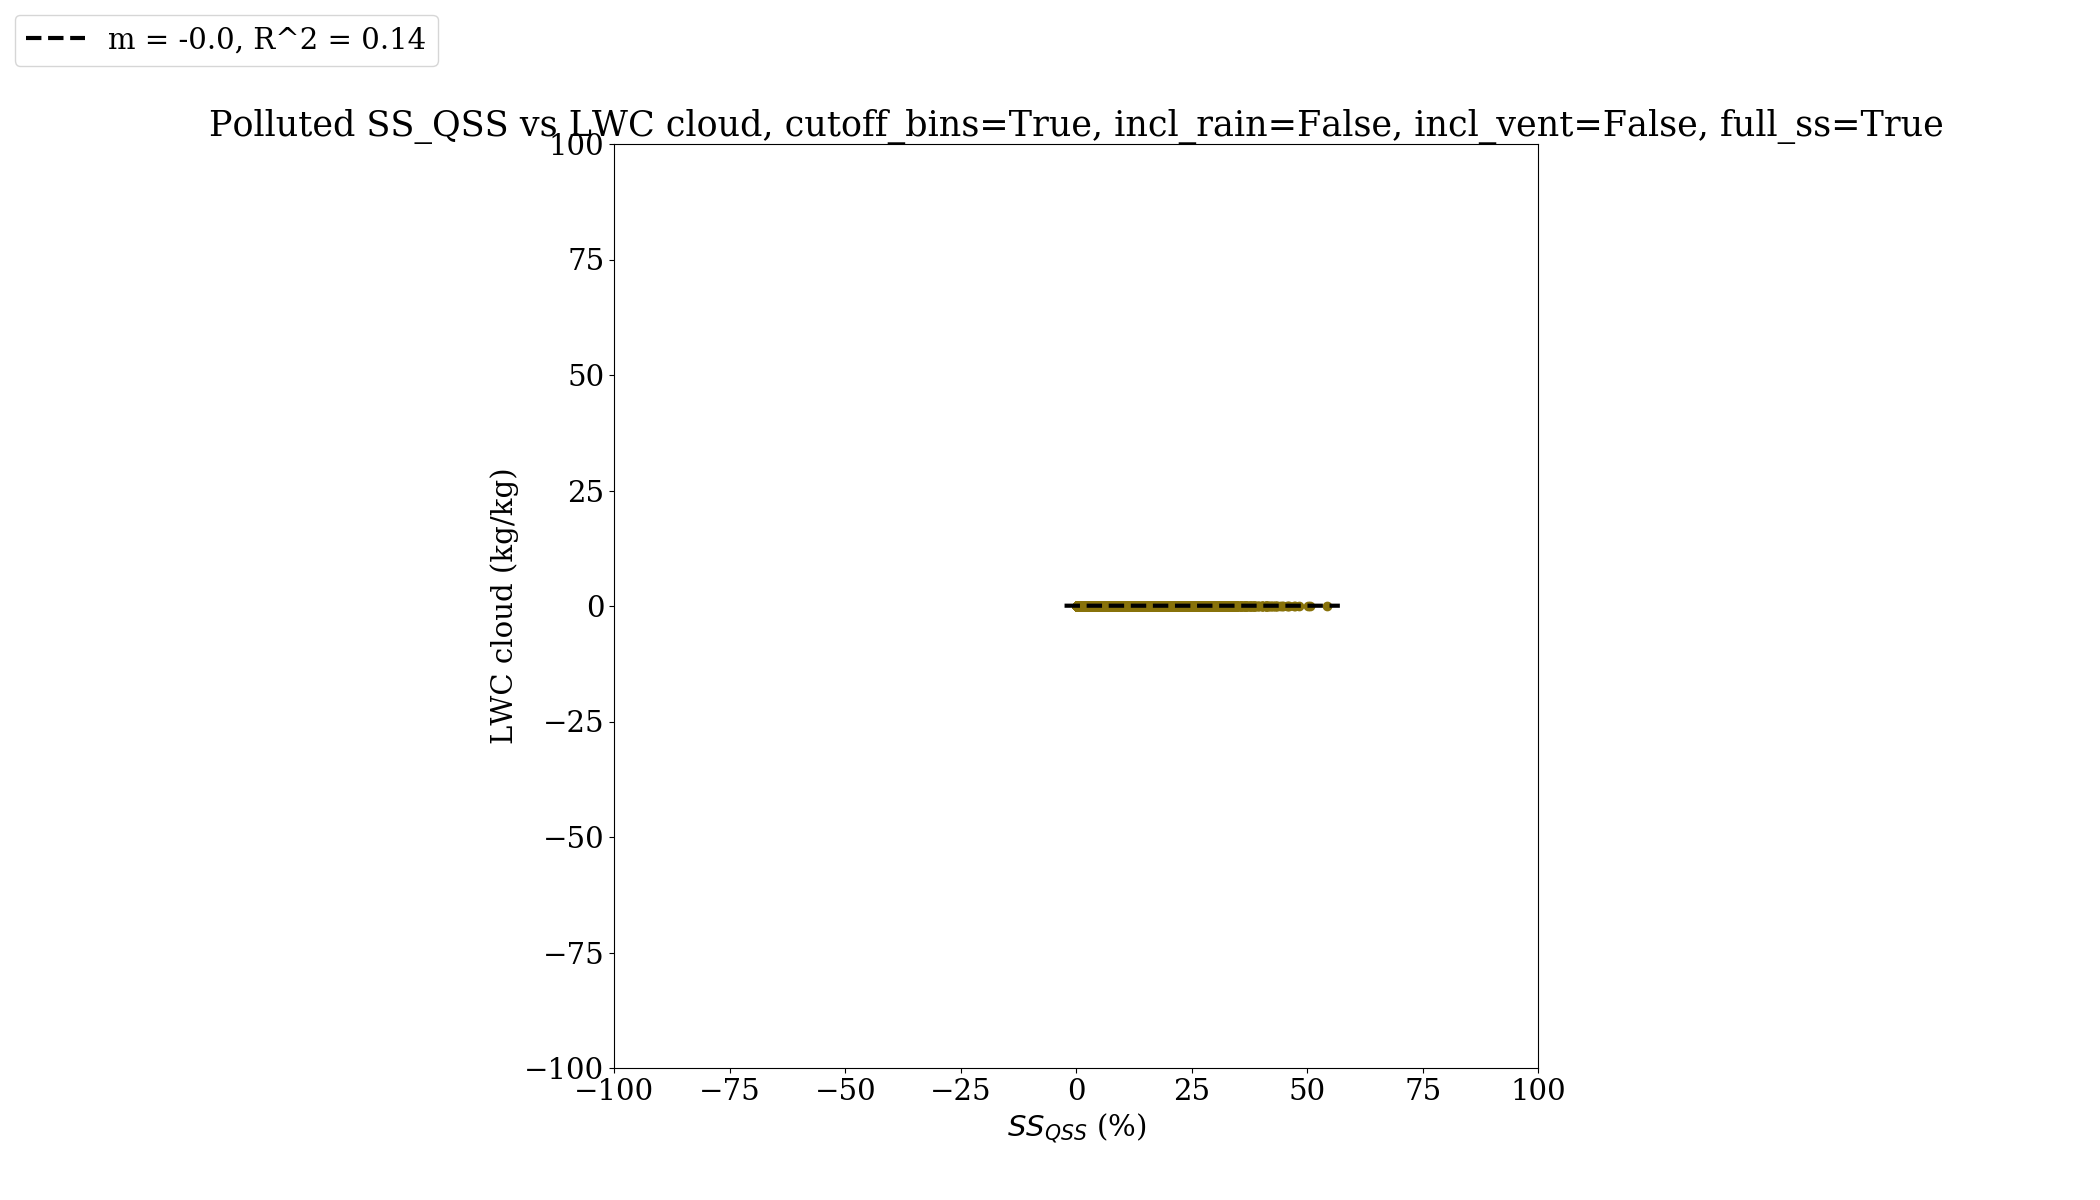 m = -0.0, R^2 = 0.14
Polluted SS_QSS vs LWC cloud, cutoff_bins=True, incl_rain=False, incl_vent=False, full_ss=True
100
75
50
25
0
−25
−50
−75
−100
LWC cloud (kg/kg)
−100 −75 −50 −25 0 25 50 75 100
SS_QSS (%)